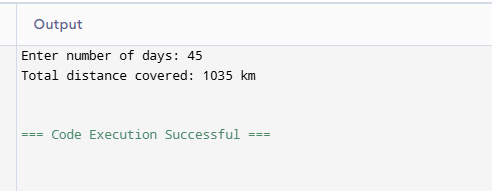 Output
Enter number of days: 45
Total distance covered: 1035 km
=== Code Execution Successful ===